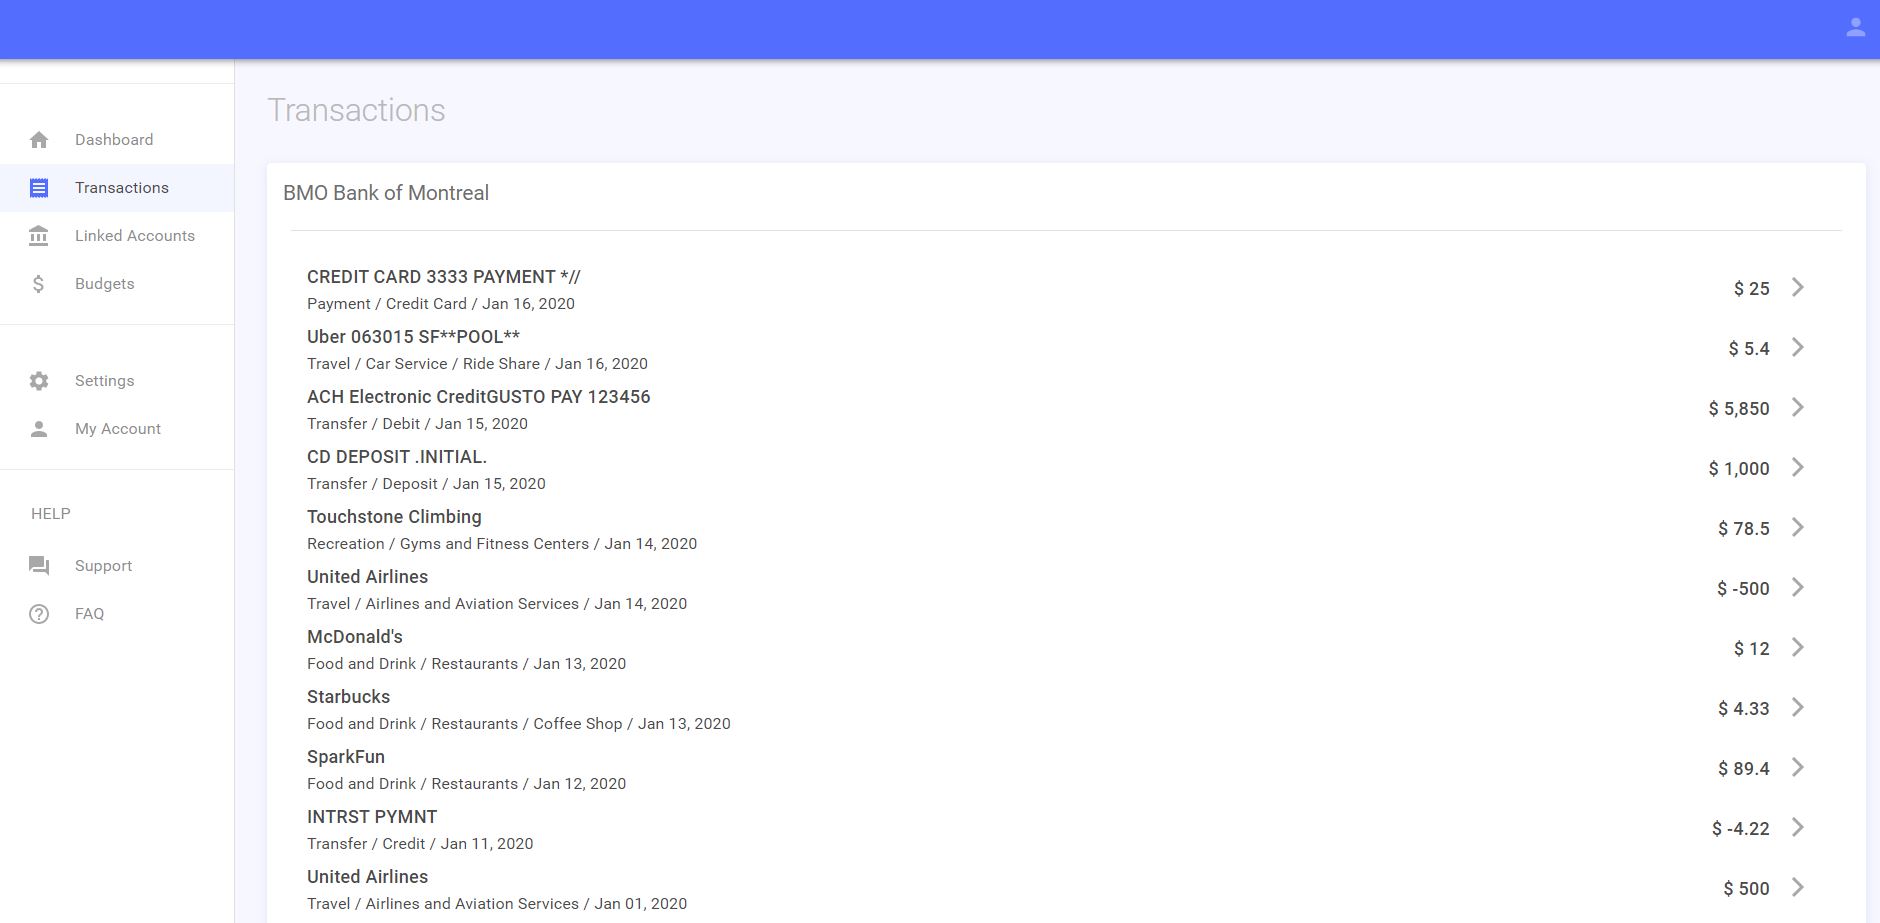 Transactions
Dashboard
Transactions
Linked Accounts
Budgets
Settings
My Account
HELP
Support
FAQ
BMO Bank of Montreal
CREDIT CARD 3333 PAYMENT *//
Payment / Credit Card / Jan 16, 2020
$ 25
Uber 063015 SF**POOL**
Travel / Car Service / Ride Share / Jan 16, 2020
$ 5.4
ACH Electronic CreditGUSTO PAY 123456
Transfer / Debit / Jan 15, 2020
$ 5,850
CD DEPOSIT .INITIAL.
Transfer / Deposit / Jan 15, 2020
$ 1,000
Touchstone Climbing
Recreation / Gyms and Fitness Centers / Jan 14, 2020
$ 78.5
United Airlines
Travel / Airlines and Aviation Services / Jan 14, 2020
$ -500
McDonald's
Food and Drink / Restaurants / Jan 13, 2020
$ 12
Starbucks
Food and Drink / Restaurants / Coffee Shop / Jan 13, 2020
$ 4.33
SparkFun
Food and Drink / Restaurants / Jan 12, 2020
$ 89.4
INTRST PYMNT
Transfer / Credit / Jan 11, 2020
$ -4.22
United Airlines
Travel / Airlines and Aviation Services / Jan 01, 2020
$ 500